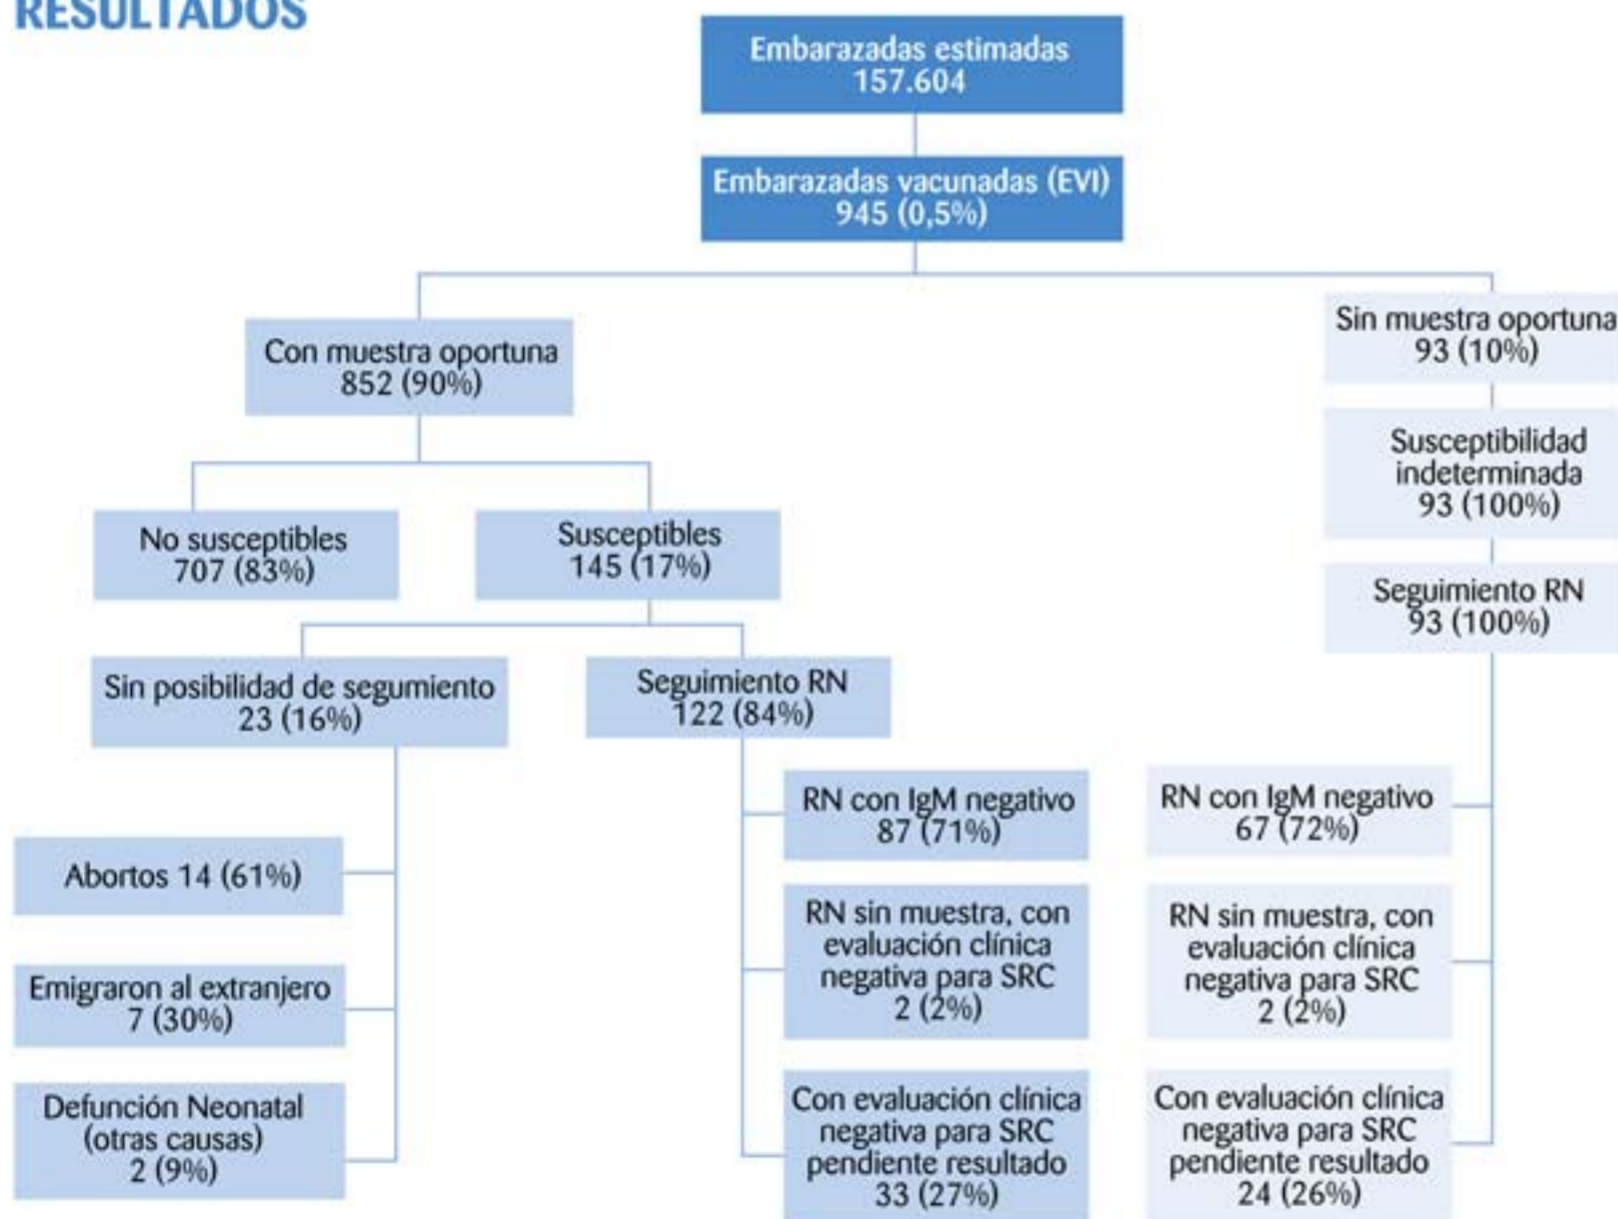 RESULTADOS
Embarazadas estimadas
157.604
Embarazadas vacunadas (EVI)
945 (0,5%)
Con muestra oportuna
852 (90%)
Sin muestra oportuna
93 (10%)
Susceptibilidad
indeterminada
93 (100%)
No susceptibles
707 (83%)
Susceptibles
145 (17%)
Seguimiento RN
93 (100%)
Sin posibilidad de segumiento
23 (16%)
Seguimiento RN
122 (84%)
Abortos 14 (61%)
Emigraron al extranjero
7 (30%)
Defunción Neonatal
(otras causas)
2 (9%)
RN con IgM negativo
87 (71%)
RN sin muestra, con
evaluación clínica
negativa para SRC
2 (2%)
Con evaluación clínica
negativa para SRC
pendiente resultado
33 (27%)
RN con IgM negativo
67 (72%)
RN sin muestra, con
evaluación clínica
negativa para SRC
2 (2%)
Con evaluación clínica
negativa para SRC
pendiente resultado
24 (26%)